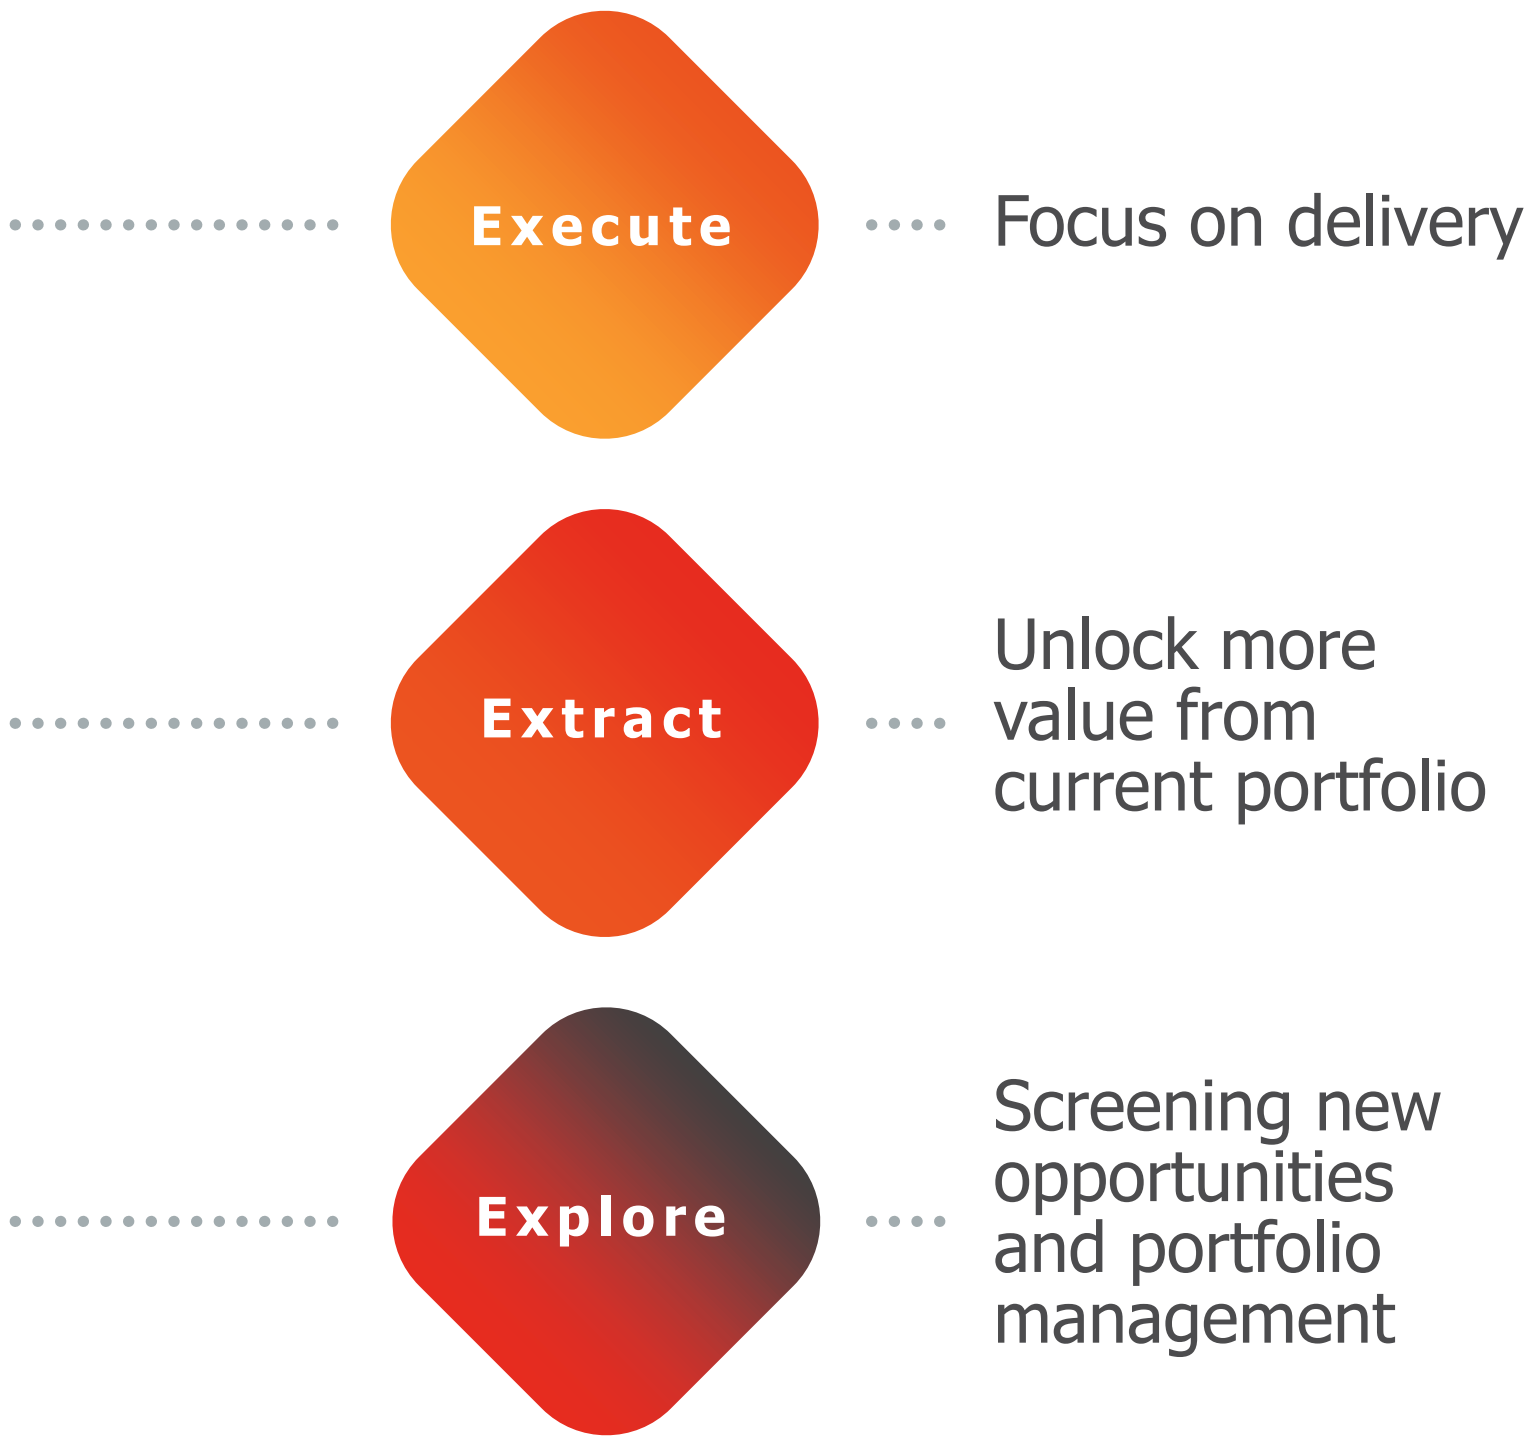 Execute
Focus on delivery
Extract
Unlock more
value from
current portfolio
Explore
Screening new
opportunities
and portfolio
management